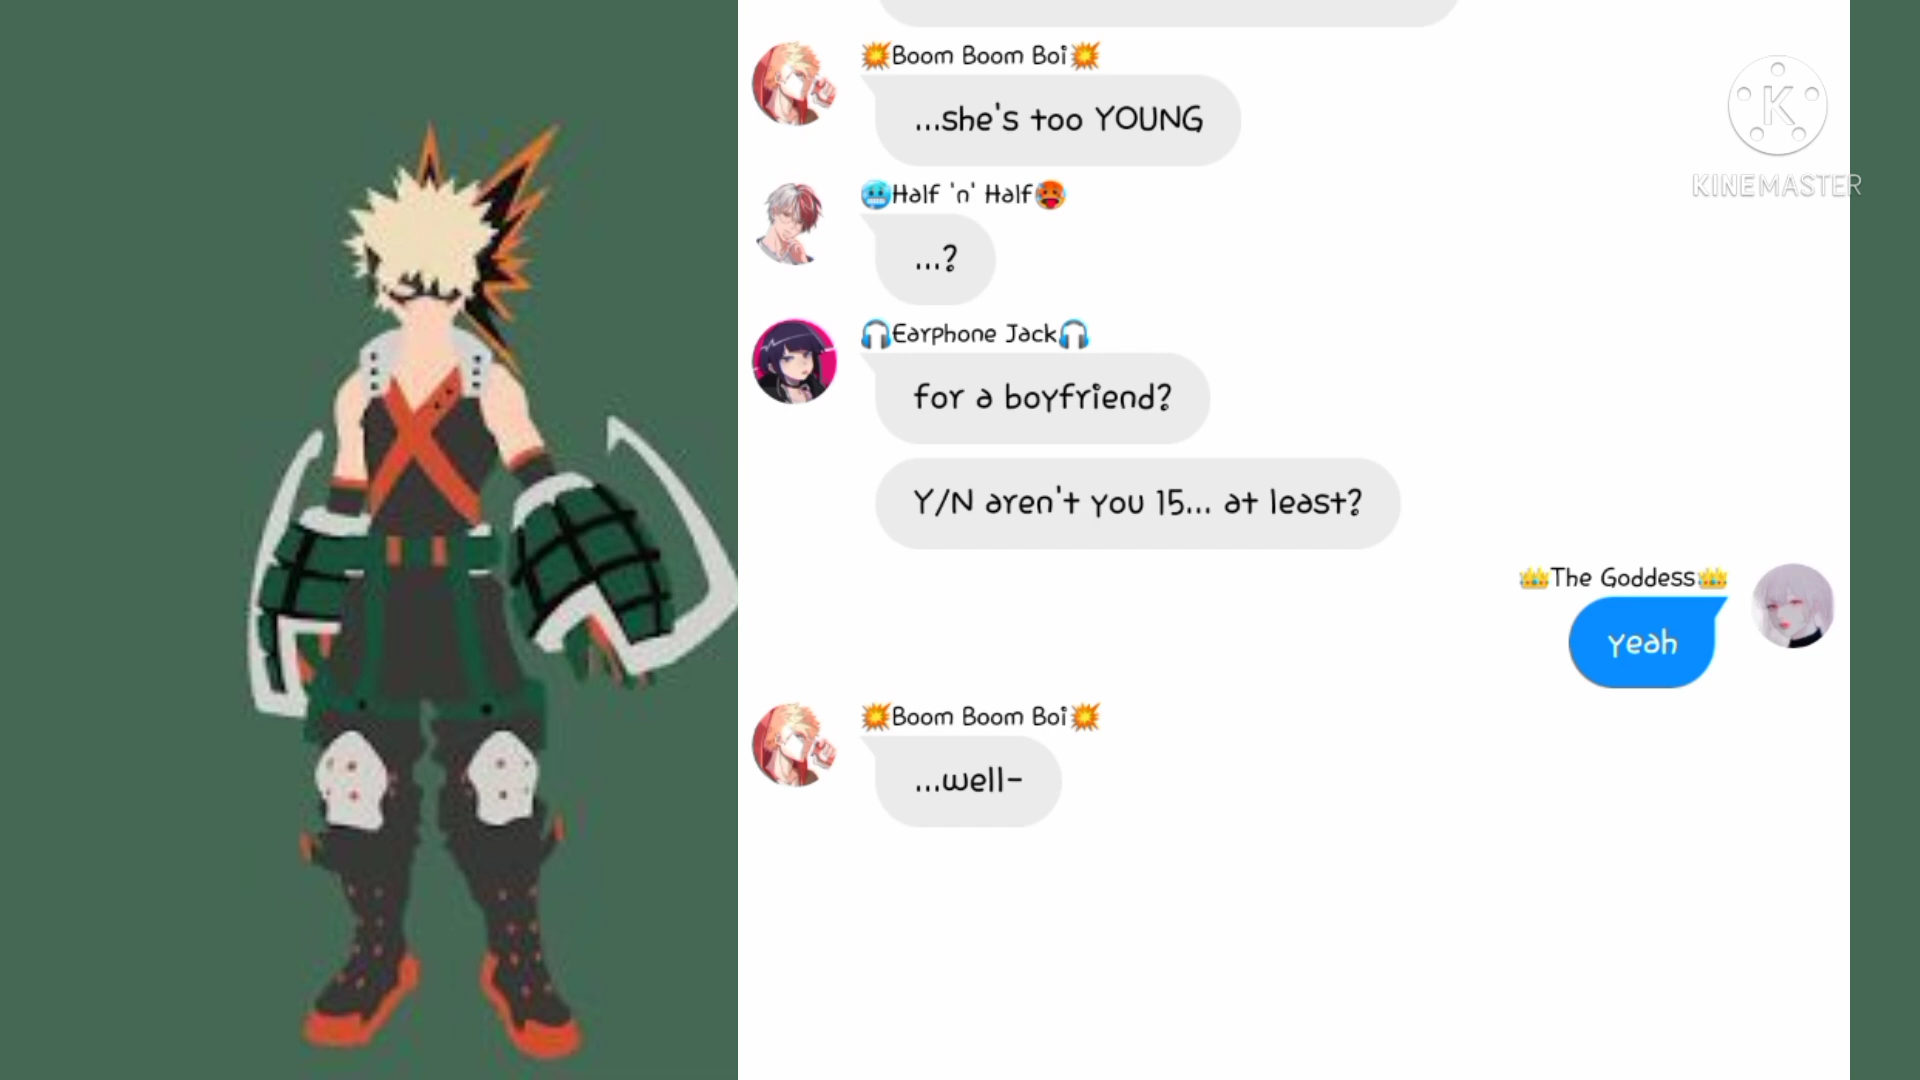 💥Boom Boom Boi💥
...she's too YOUNG
🥶Half 'n' Half🥵
...?
🎧Earphone Jack🎧
for a boyfriend?
Y/N aren't you 15... at least?
👑The Goddess👑
yeah
💥Boom Boom Boi💥
...well-
K
KINEMASTER